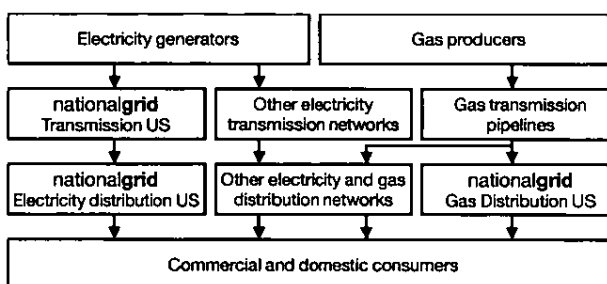 Electricity generators
Gas producers
nationalgrid
Transmission US
Other electricity
transmission networks
Gas transmission
pipelines
nationalgrid
Electricity distribution US
Other electricity and gas
distribution networks
nationalgrid
Gas Distribution US
Commercial and domestic consumers